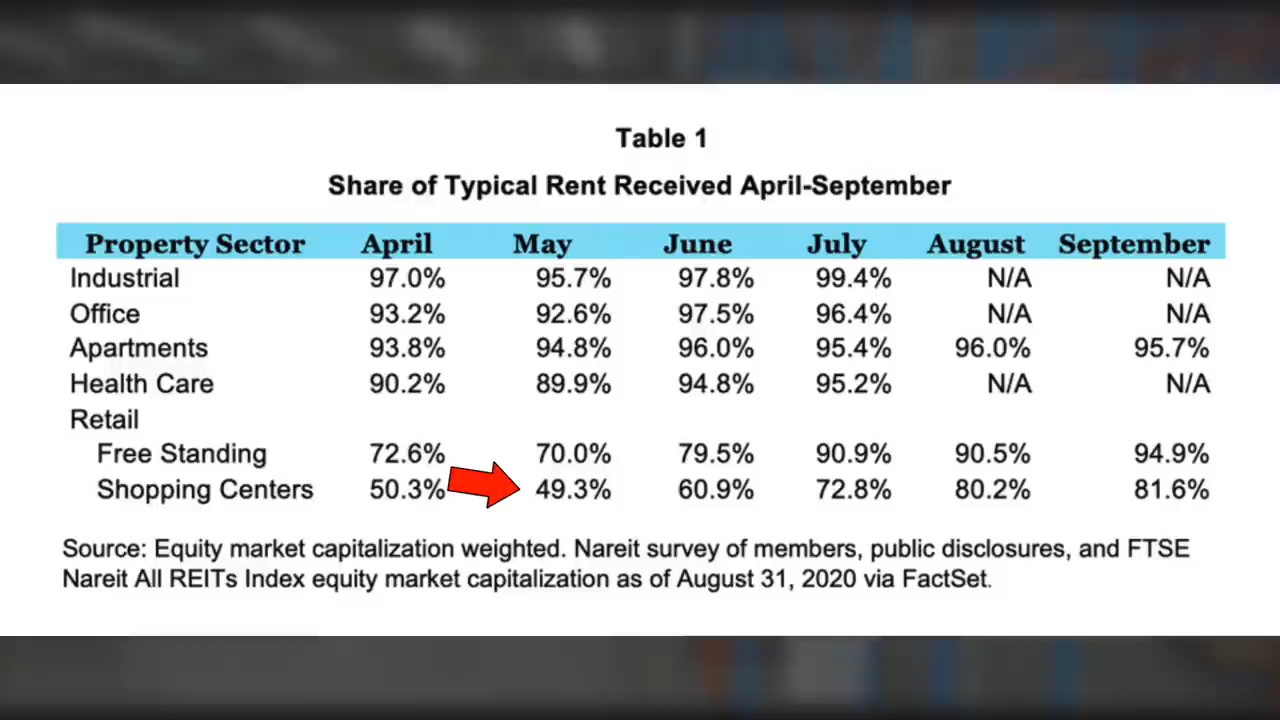 Table 1
Share of Typical Rent Received April-September
Property Sector April May June July August September
Industrial 97.0% 95.7% 97.8% 99.4% N/A N/A
Office 93.2% 92.6% 97.5% 96.4% N/A N/A
Apartments 93.8% 94.8% 96.0% 95.4% 96.0% 95.7%
Health Care 90.2% 89.9% 94.8% 95.2% N/A N/A
Retail
Free Standing 72.6% 70.0% 79.5% 90.9% 90.5% 94.9%
Shopping Centers 50.3% 49.3% 60.9% 72.8% 80.2% 81.6%
Source: Equity market capitalization weighted. Nareit survey of members, public disclosures, and FTSE
Nareit All REITs Index equity market capitalization as of August 31, 2020 via FactSet.